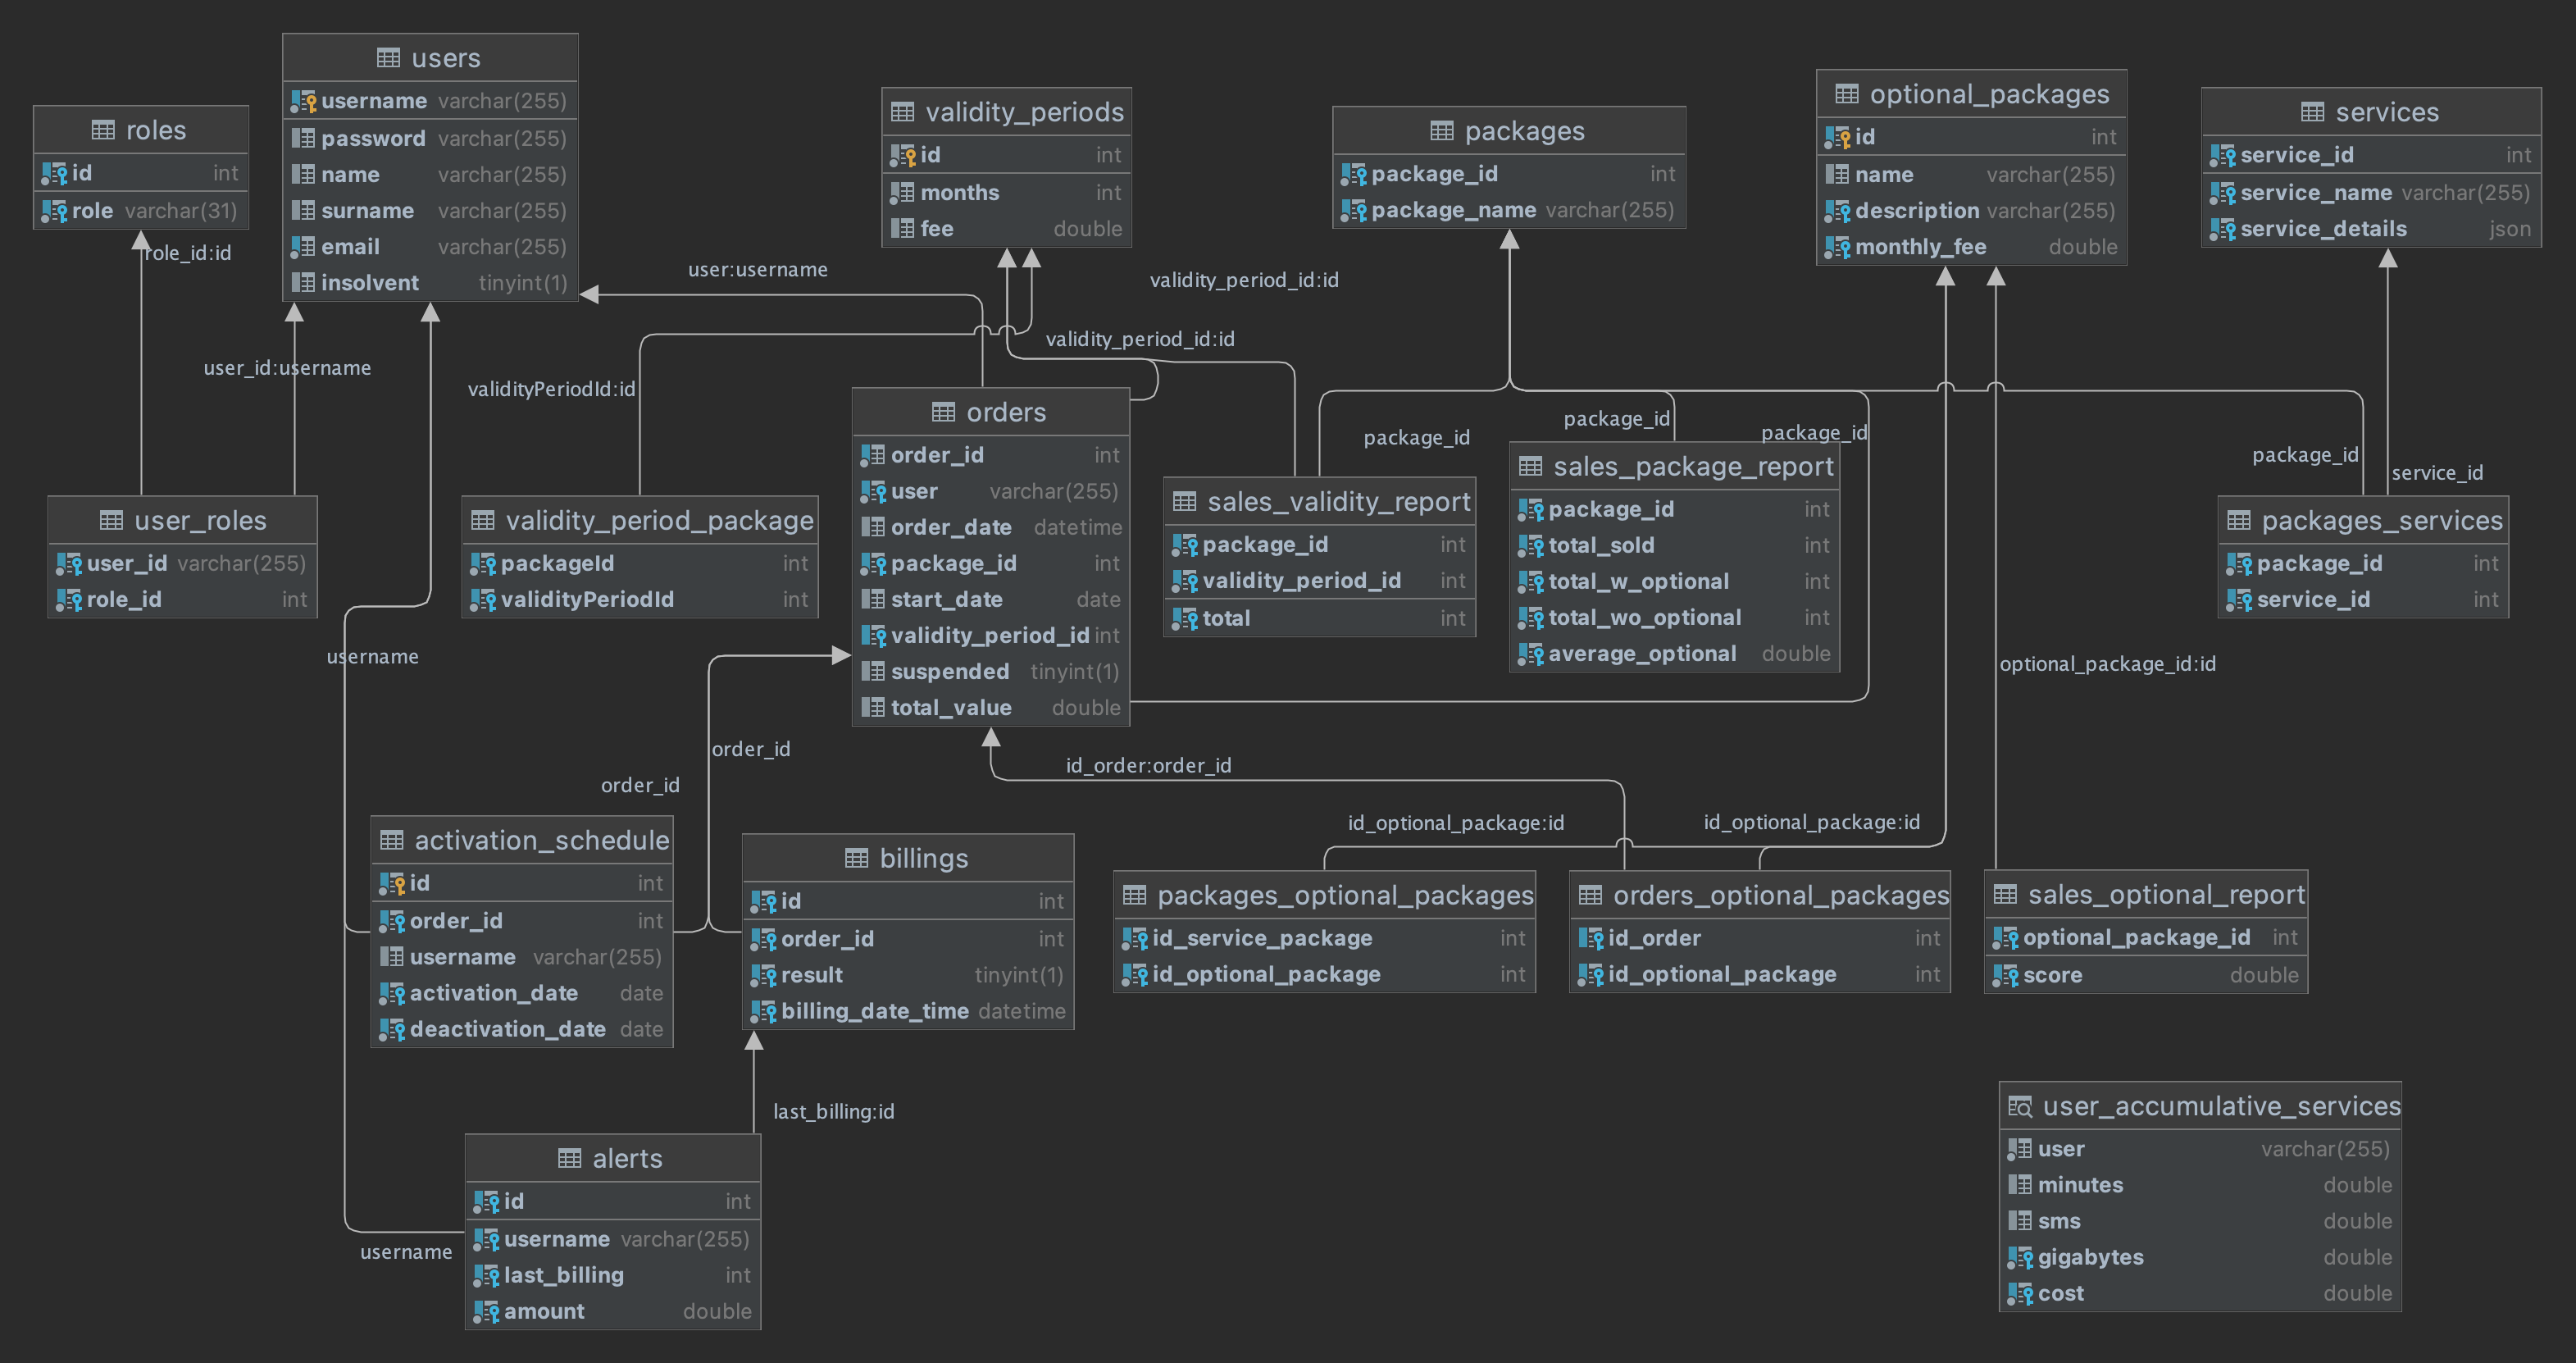 users
username varchar(255)
password varchar(255)
name varchar(255)
surname varchar(255)
email varchar(255)
insolvent tinyint(1)
roles
id int
role varchar(31)
validity_periods
id int
months int
fee double
packages
package_id int
package_name varchar(255)
optional_packages
id int
name varchar(255)
description varchar(255)
monthly_fee double
services
service_id int
service_name varchar(255)
service_details json
role_id:id
user:username
validity_period_id:id
validity_period_id:id
user_id:username
validityPeriodId:id
package_id
package_id
package_id
package_id
service_id
orders
order_id int
user varchar(255)
order_date datetime
package_id int
start_date date
validity_period_id int
suspended tinyint(1)
total_value double
user_roles
user_id varchar(255)
role_id int
validity_period_package
packageId int
validityPeriodId int
sales_validity_report
package_id int
validity_period_id int
total int
sales_package_report
package_id int
total_sold int
total_w_optional int
total_wo_optional int
average_optional double
packages_services
package_id int
service_id int
username
optional_package_id:id
order_id
order_id
id_order:order_id
id_optional_package:id
id_optional_package:id
activation_schedule
id int
order_id int
username varchar(255)
activation_date date
deactivation_date date
billings
id int
order_id int
result tinyint(1)
billing_date_time datetime
packages_optional_packages
id_service_package int
id_optional_package int
orders_optional_packages
id_order int
id_optional_package int
sales_optional_report
optional_package_id int
score double
last_billing:id
username
alerts
id int
username varchar(255)
last_billing int
amount double
user_accumulative_services
user varchar(255)
minutes double
sms double
gigabytes double
cost double